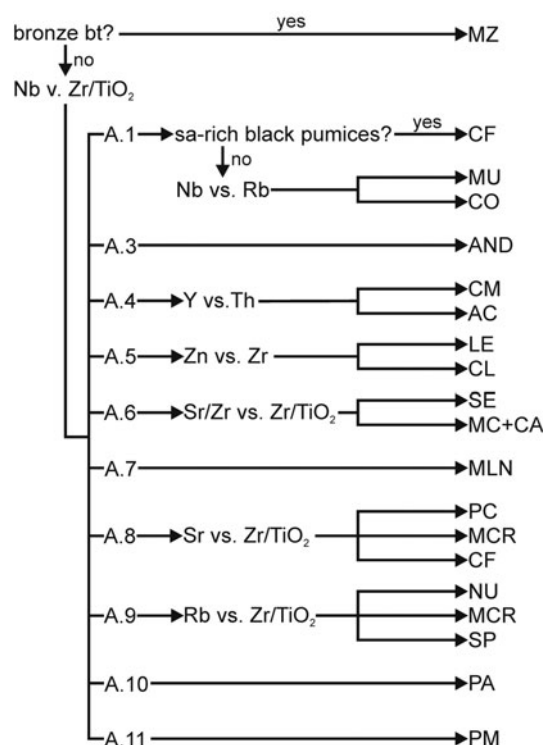 bronze bt? yes MZ
no
Nb v. Zr/TiO₂
A.1 sa-rich black pumices? yes CF
no
MU
Nb vs. Rb
CO
A.3 AND
CM
A.4 Y vs.Th
AC
LE
A.5 Zn vs. Zr
CL
SE
A.6 Sr/Zr vs. Zr/TiO₂
MC+CA
A.7 MLN
PC
A.8 Sr vs. Zr/TiO₂ MCR
CF
NU
A.9 Rb vs. Zr/TiO₂ MCR
SP
A.10 PA
A.11 PM